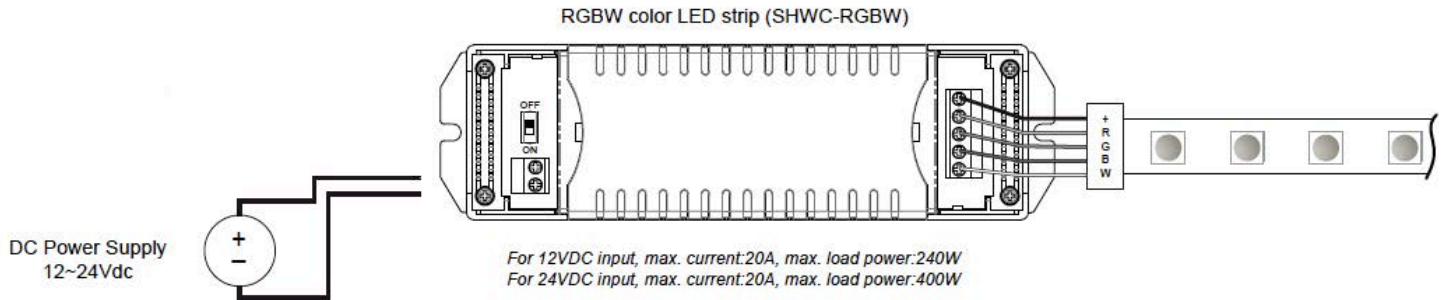 RGBW color LED strip (SHWC-RGBW)
OFF
ON
+
R
G
B
W
DC Power Supply
12~24Vdc
+
−
For 12VDC input, max. current:20A, max. load power:240W
For 24VDC input, max. current:20A, max. load power:400W